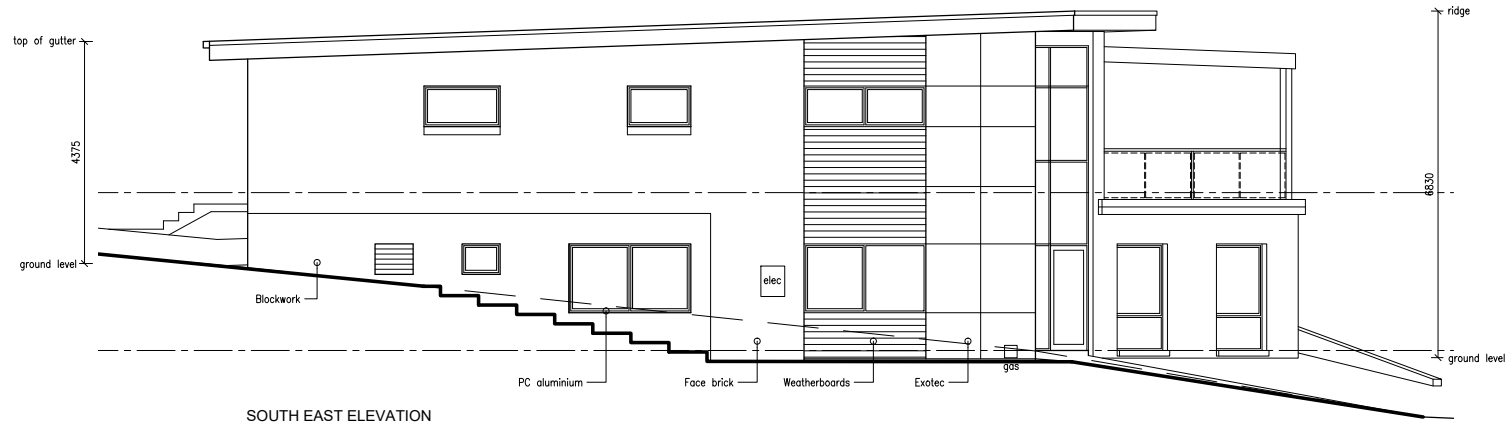 ridge
top of gutter
4375
6830
ground level
elec
Blockwork
ground level
gas
PC aluminium
Face brick
Weatherboards
Exotec
SOUTH EAST ELEVATION